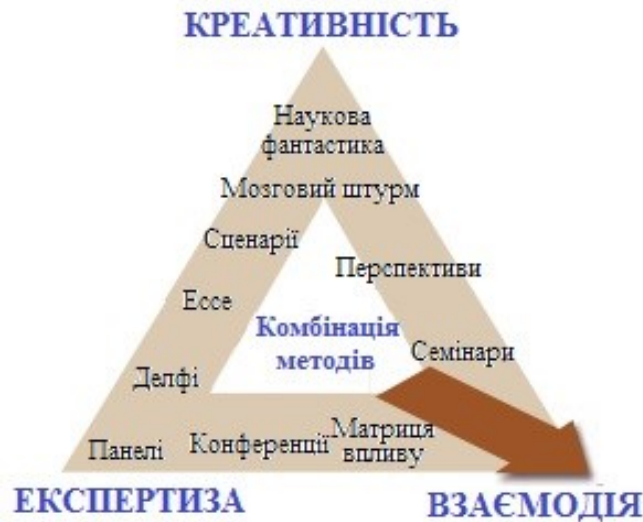 КРЕАТИВНІСТЬ
Наукова
фантастика
Мозговий штурм
Сценарії
Перспективи
Ессе
Комбінація
методів
Семінари
Делфі
Матриця
впливу
Конференції
Панелі
ЕКСПЕРТИЗА
ВЗАЄМОДІЯ